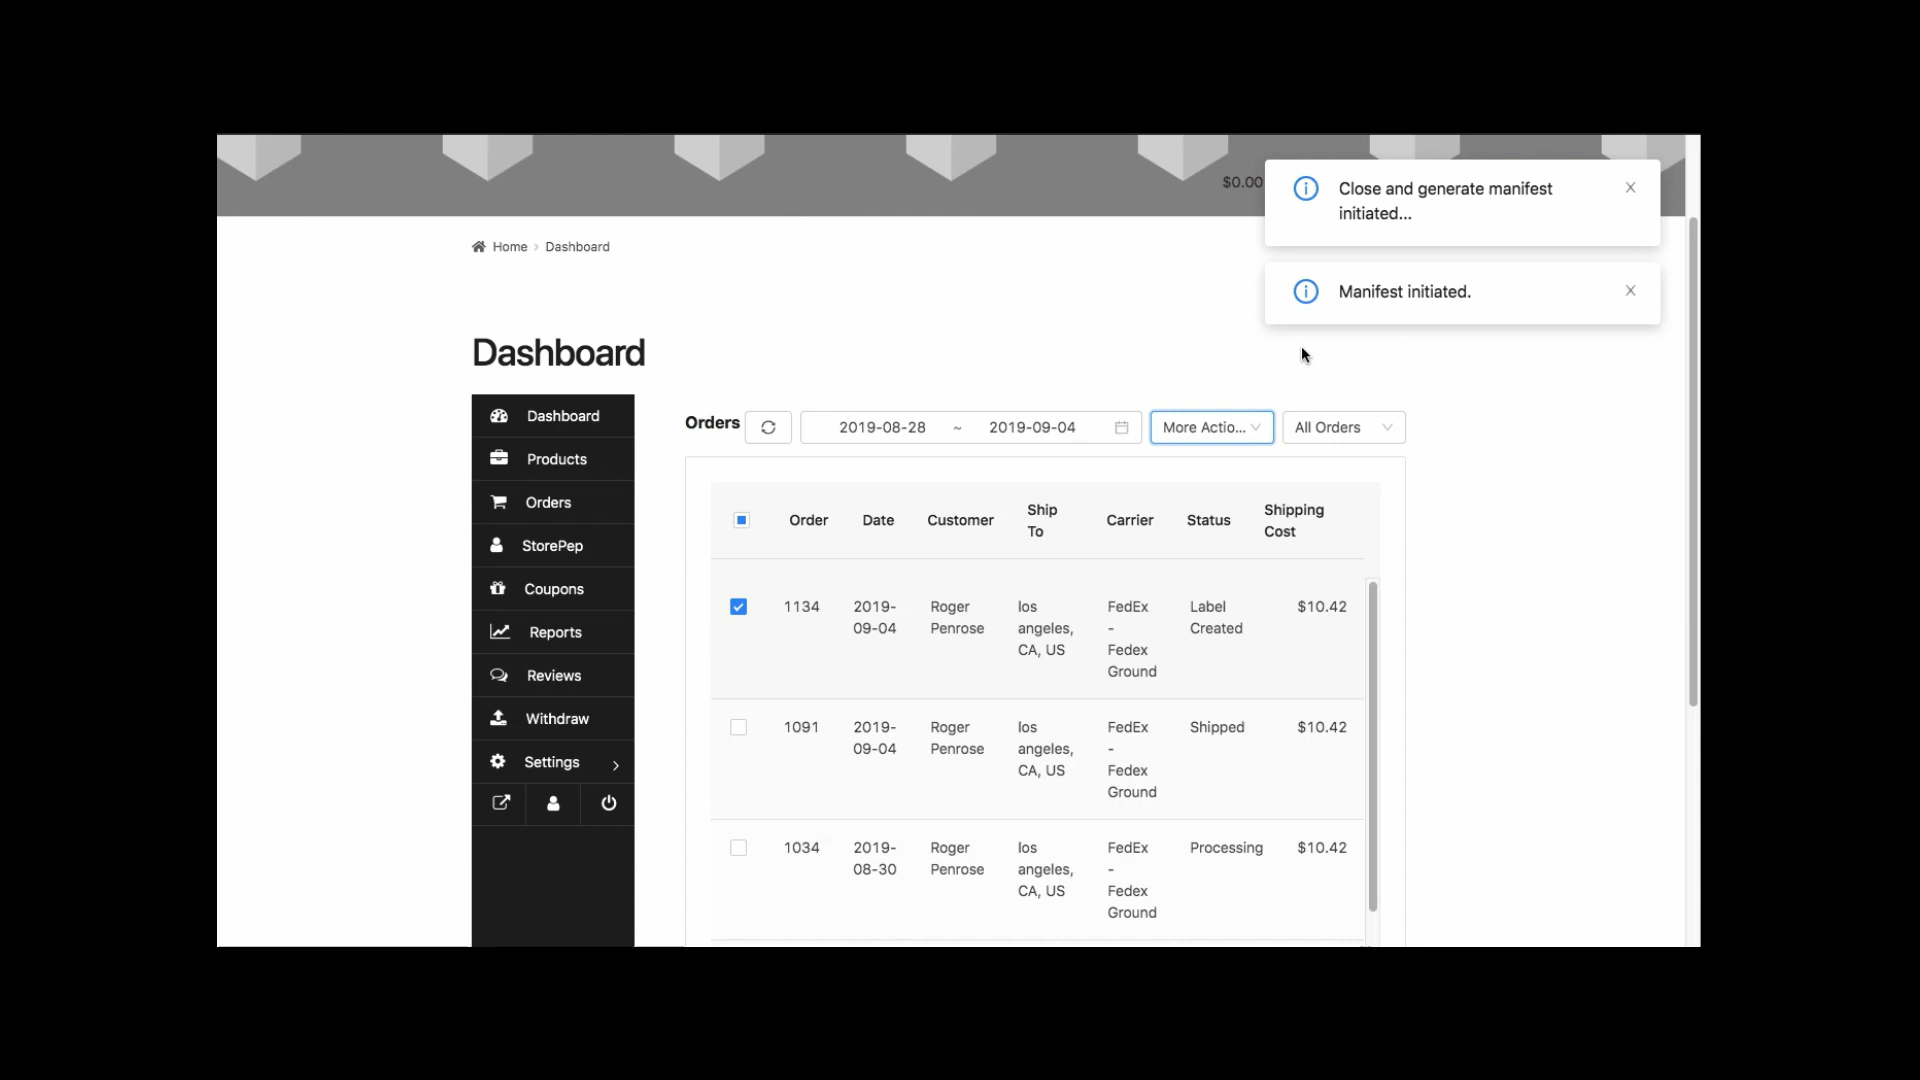 $0.00
Close and generate manifest
initiated...
Manifest initiated.
Home › Dashboard
Dashboard
Dashboard
Products
Orders
StorePep
Coupons
Reports
Reviews
Withdraw
Settings
Orders 2019-08-28 ~ 2019-09-04 More Actio... All Orders
Order Date Customer Ship To Carrier Status Shipping Cost
1134 2019- Roger los FedEx Label $10.42
09-04 Penrose angeles, - Created
CA, US Fedex
Ground
1091 2019- Roger los FedEx Shipped $10.42
09-04 Penrose angeles, -
CA, US Fedex
Ground
1034 2019- Roger los FedEx Processing $10.42
08-30 Penrose angeles, -
CA, US Fedex
Ground